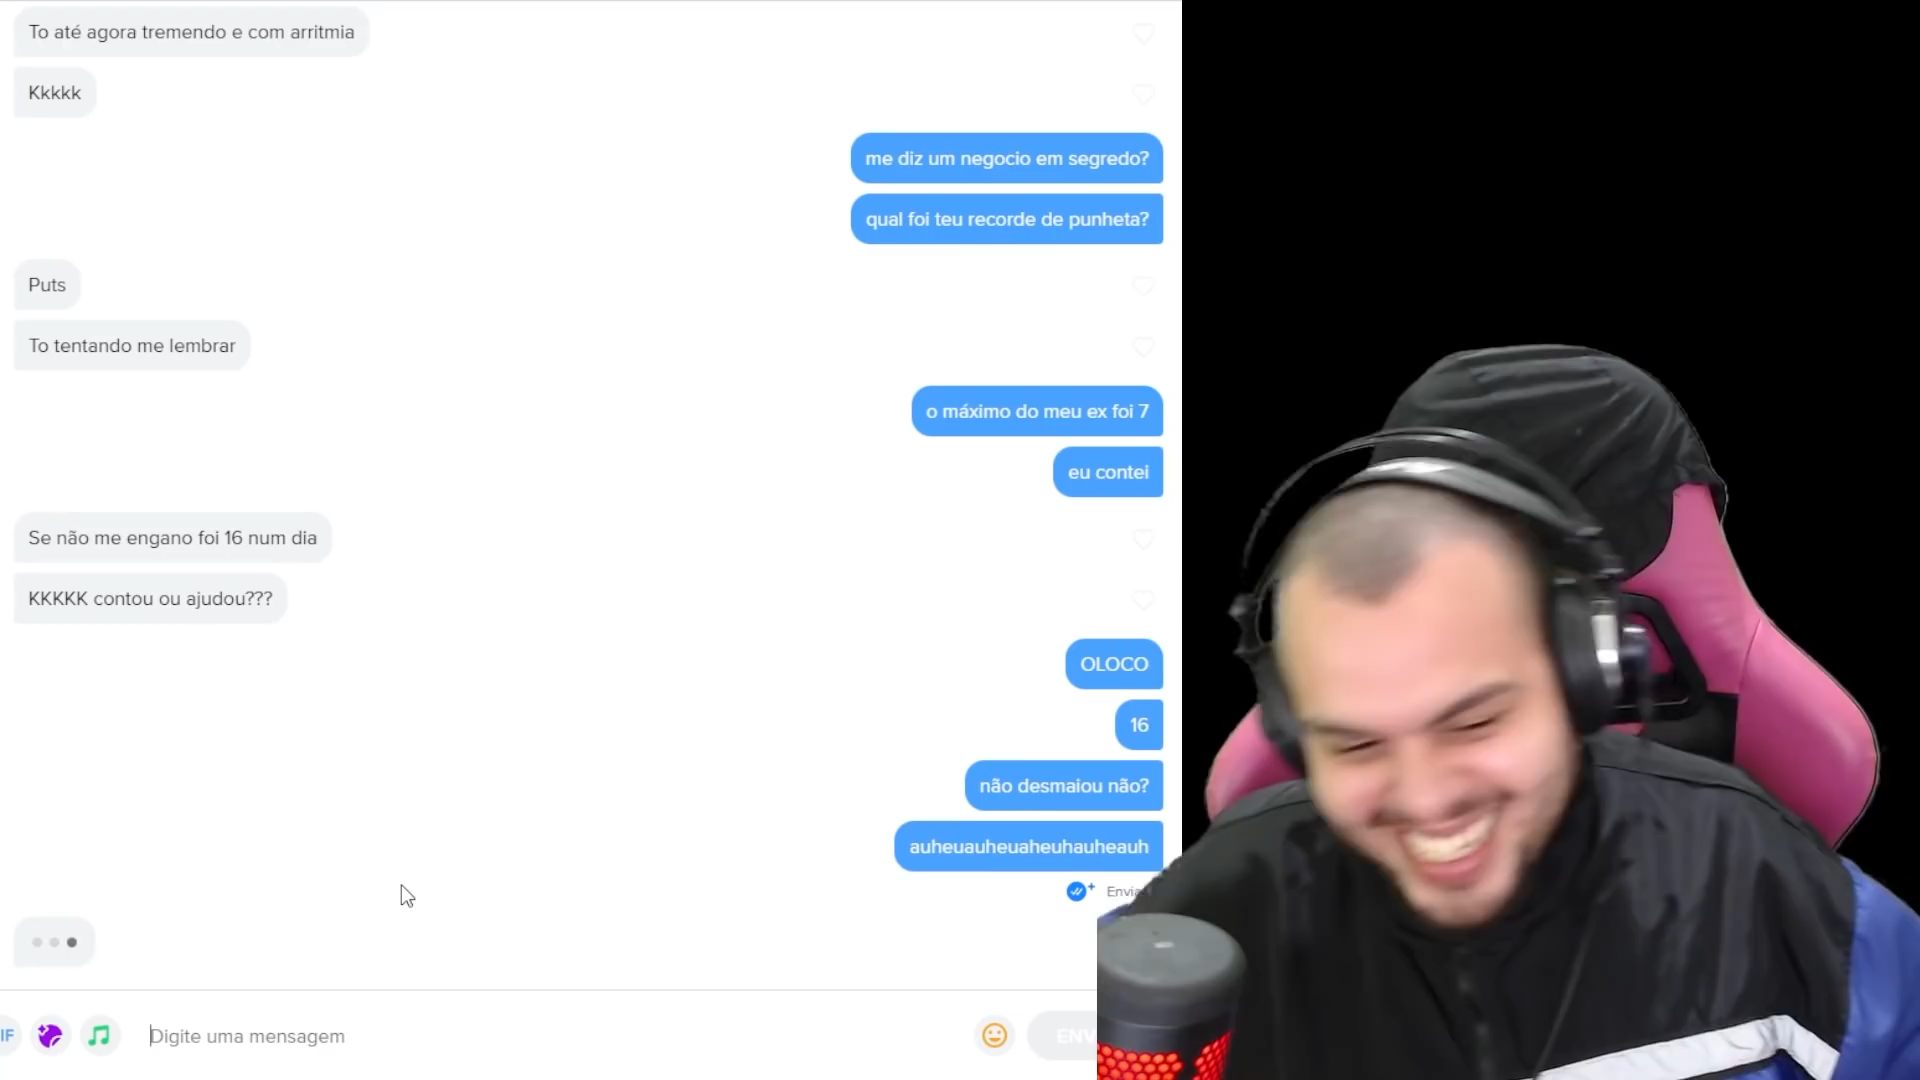 To até agora tremendo e com arritmia
Kkkkk
me diz um negocio em segredo?
qual foi teu recorde de punheta?
Puts
To tentando me lembrar
o máximo do meu ex foi 7
eu contei
Se não me engano foi 16 num dia
KKKKK contou ou ajudou???
OLOCO
16
não desmaiou não?
auheuauheuaheuhauheauh
Digite uma mensagem